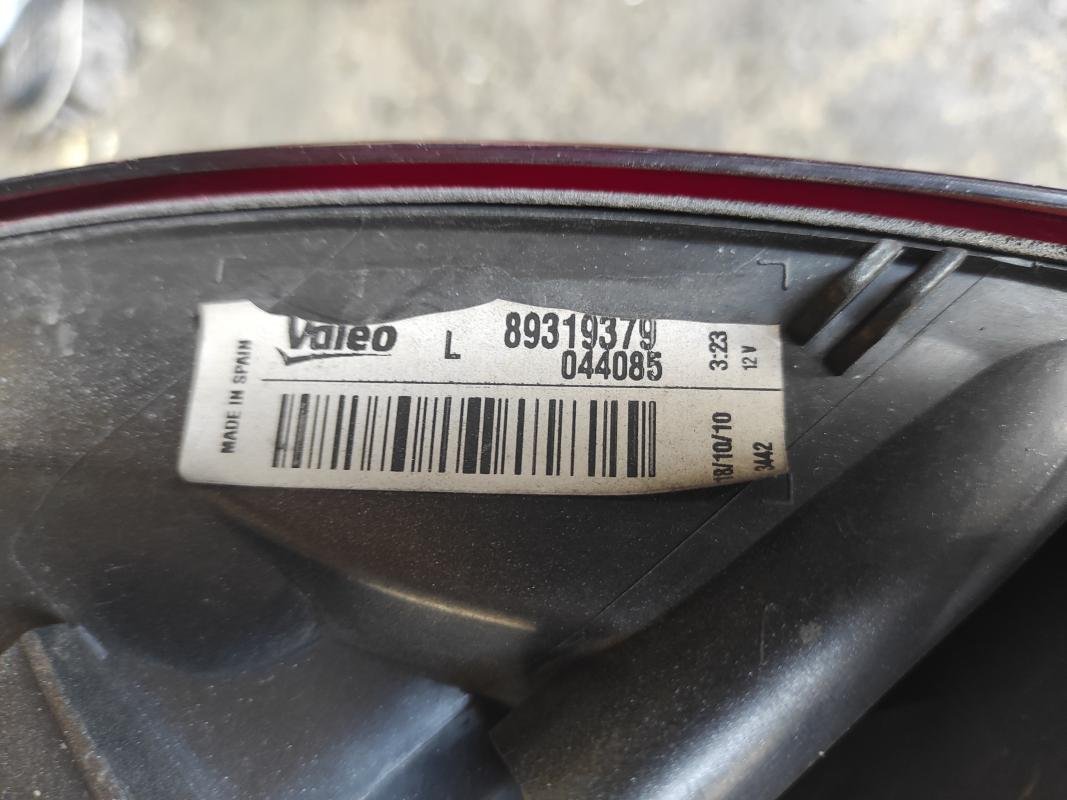 MADE IN SPAIN
Valeo
L
89319379
044085
3:23
12 V
18/10/10
3442